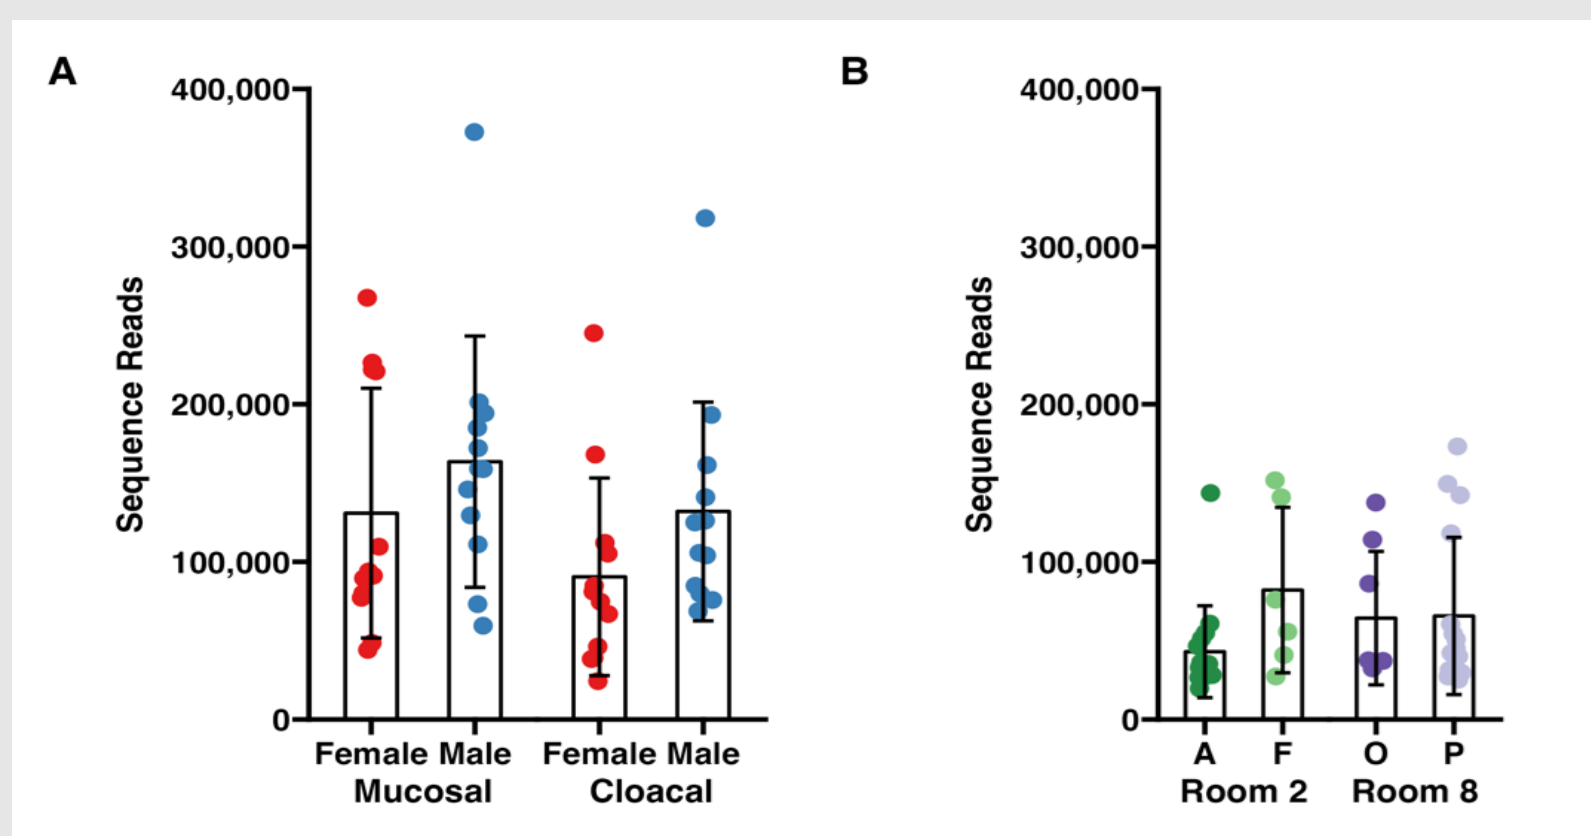 A
400,000
300,000
200,000
100,000
0
Sequence Reads
Female Male Female Male
Mucosal Cloacal
B
400,000
300,000
200,000
100,000
0
Sequence Reads
A F O P
Room 2 Room 8